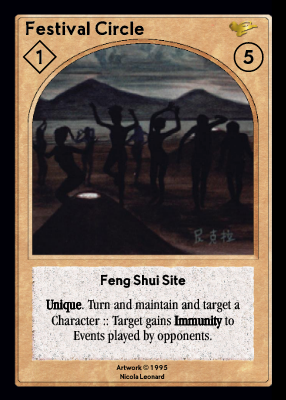 Festival Circle
1
5
Feng Shui Site
Unique. Turn and maintain and target a
Character :: Target gains Immunity to
Events played by opponents.
Artwork © 1995
Nicola Leonard